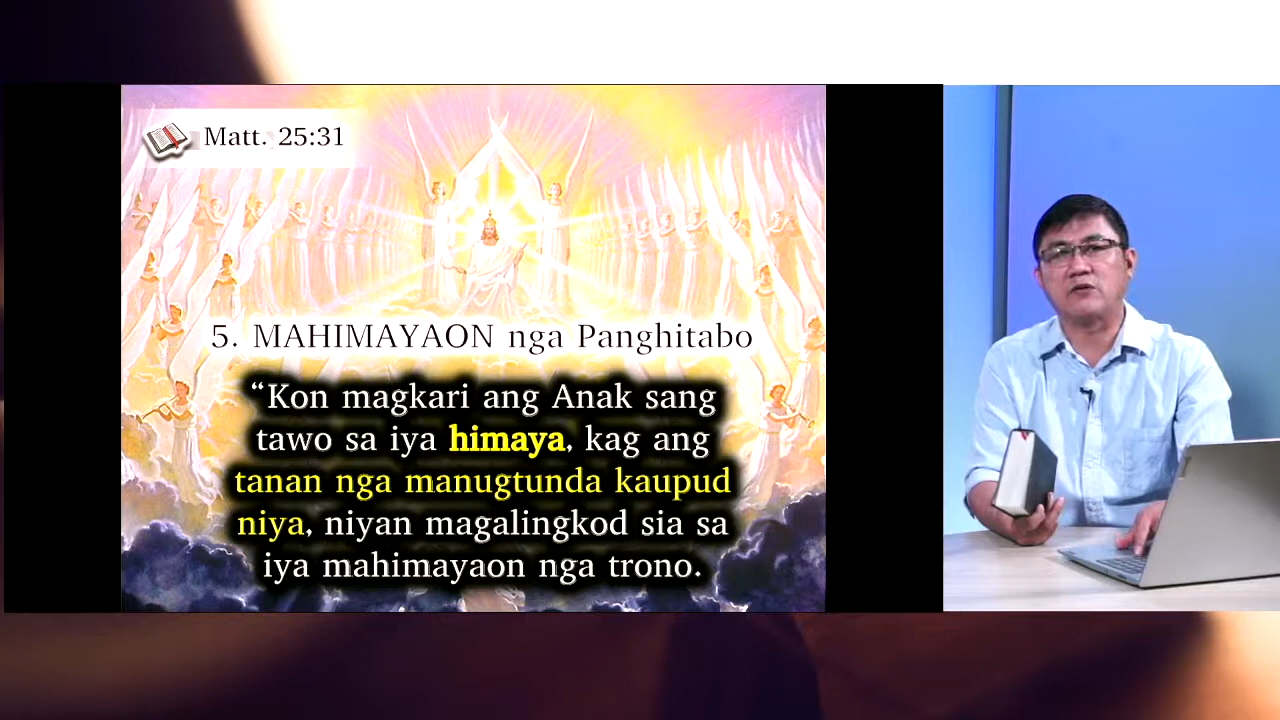 Matt. 25:31
5. MAHIMAYAON nga Panghitabo
“Kon magkari ang Anak sang
tawo sa iya himaya, kag ang
tanan nga manugtunda kaupud
niya, niyan magalingkod sia sa
iya mahimayaon nga trono.